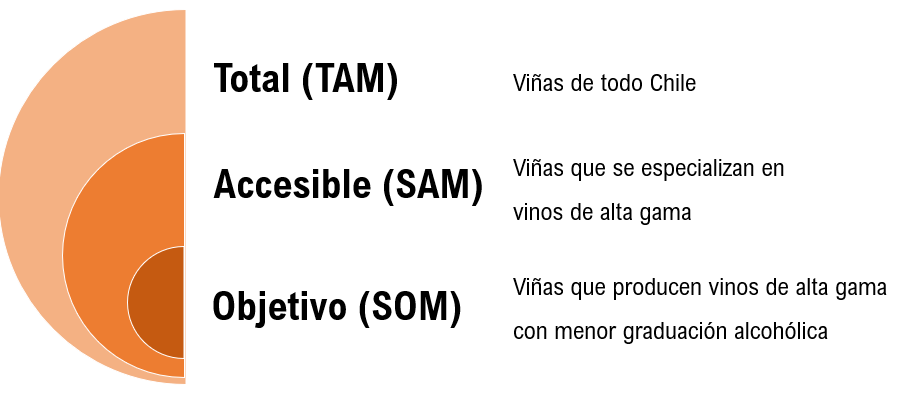 Total (TAM)
Viñas de todo Chile
Accesible (SAM)
Viñas que se especializan en
vinos de alta gama
Objetivo (SOM)
Viñas que producen vinos de alta gama
con menor graduación alcohólica